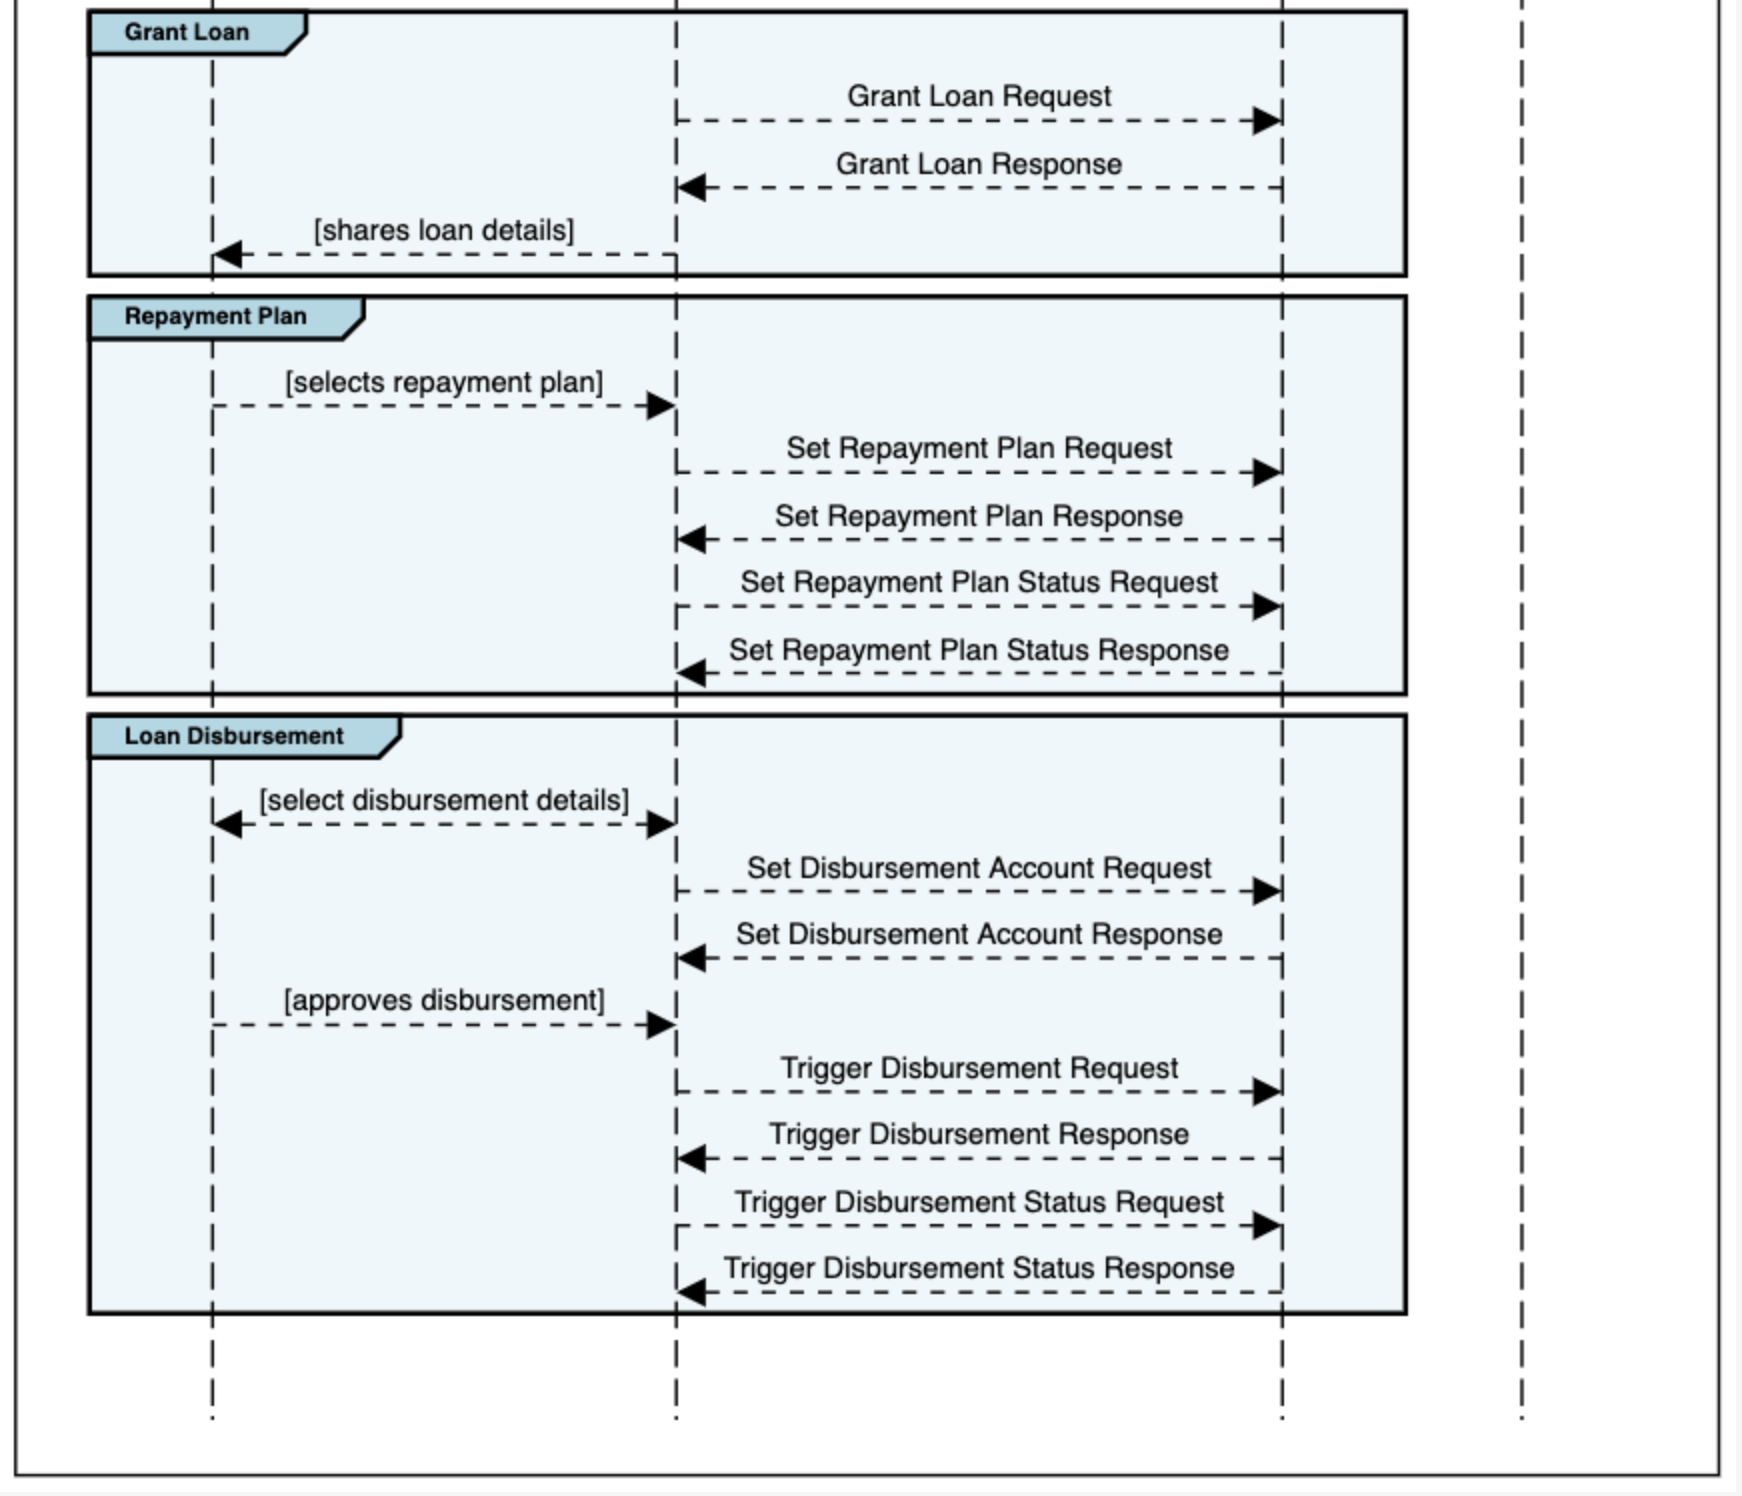 Grant Loan
Grant Loan Request
Grant Loan Response
[shares loan details]
Repayment Plan
[selects repayment plan]
Set Repayment Plan Request
Set Repayment Plan Response
Set Repayment Plan Status Request
Set Repayment Plan Status Response
Loan Disbursement
[select disbursement details]
Set Disbursement Account Request
Set Disbursement Account Response
[approves disbursement]
Trigger Disbursement Request
Trigger Disbursement Response
Trigger Disbursement Status Request
Trigger Disbursement Status Response